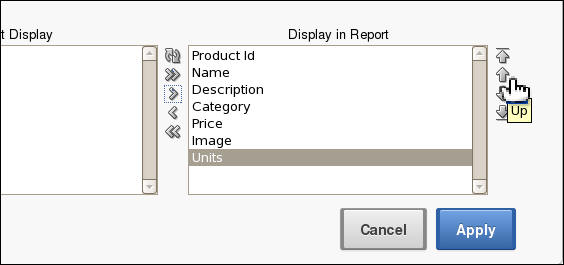 t Display
Display in Report
Product Id
Name
Description
Category
Price
Image
Units
Up
Cancel
Apply